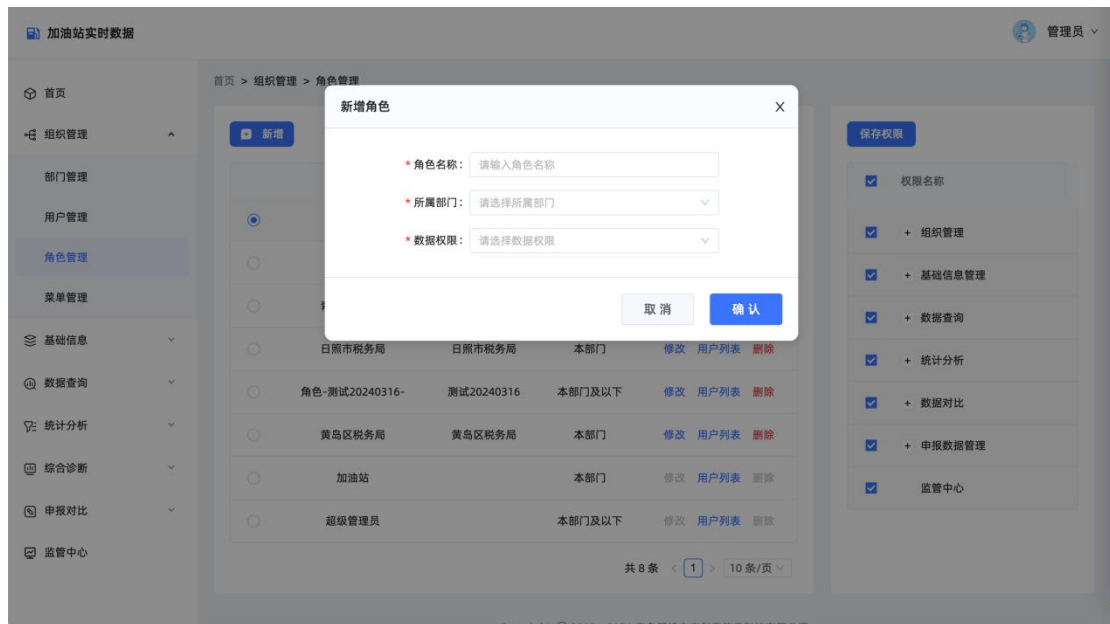 加油站实时数据
管理员
首页 > 组织管理 > 角色管理
首页
组织管理
部门管理
用户管理
角色管理
菜单管理
基础信息
数据查询
统计分析
综合诊断
申报对比
监管中心
新增
新增角色
X
*角色名称： 请输入角色名称
*所属部门： 请选择所属部门
*数据权限： 请选择数据权限
取 消 确 认
日照市税务局 日照市税务局 本部门 修改 用户列表 删除
角色-测试20240316- 测试20240316 本部门及以下 修改 用户列表 删除
黄岛区税务局 黄岛区税务局 本部门 修改 用户列表 删除
加油站 本部门 修改 用户列表 删除
超级管理员 本部门及以下 修改 用户列表 删除
共 8 条 < 1 > 10 条/页
保存权限
权限名称
+ 组织管理
+ 基础信息管理
+ 数据查询
+ 统计分析
+ 数据对比
+ 申报数据管理
监管中心